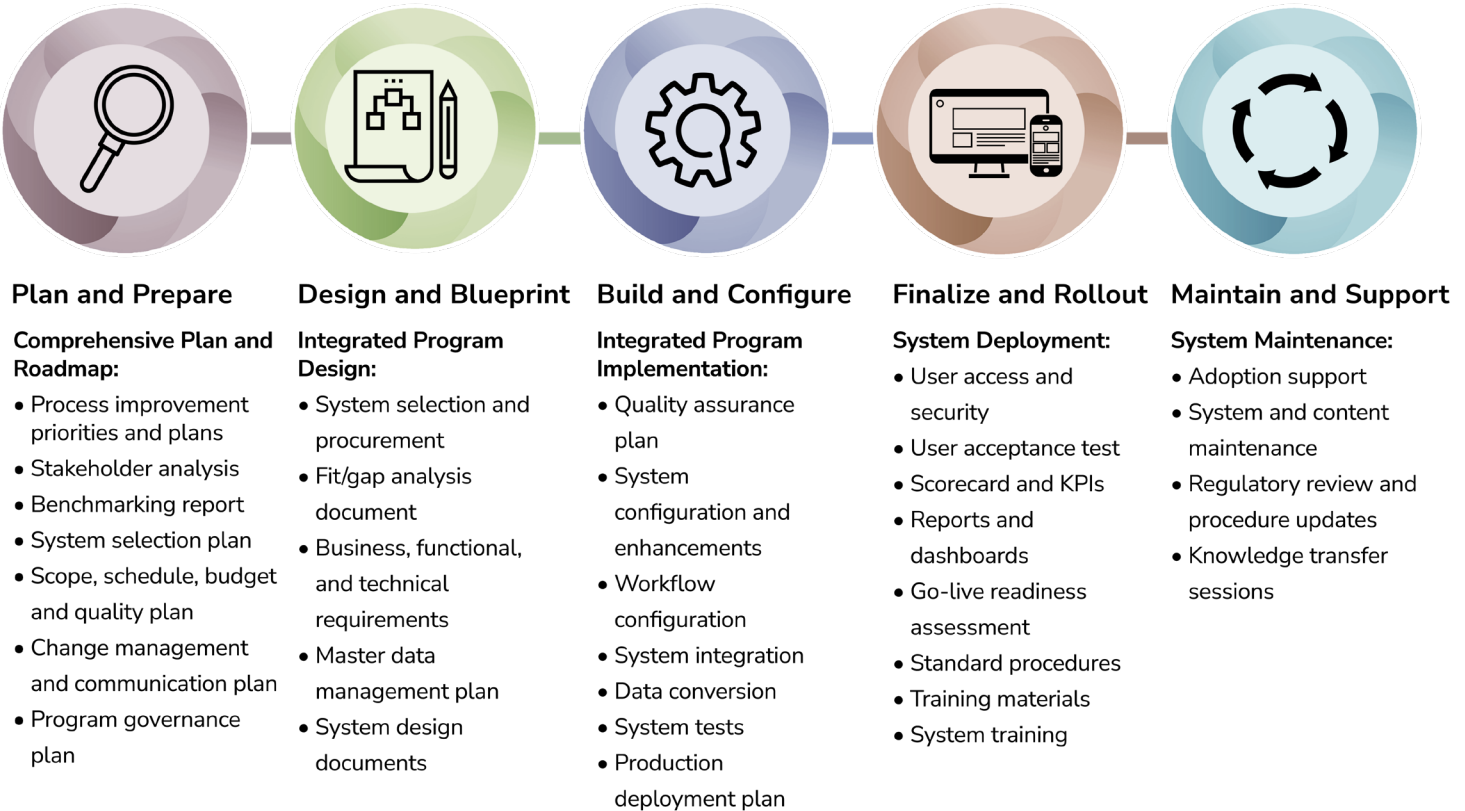 Plan and Prepare
Comprehensive Plan and
Roadmap:
• Process improvement
priorities and plans
• Stakeholder analysis
• Benchmarking report
• System selection plan
• Scope, schedule, budget
and quality plan
• Change management
and communication plan
• Program governance
plan
Design and Blueprint
Integrated Program
Design:
• System selection and
procurement
• Fit/gap analysis
document
• Business, functional,
and technical
requirements
• Master data
management plan
• System design
documents
Build and Configure
Integrated Program
Implementation:
• Quality assurance
plan
• System
configuration and
enhancements
• Workflow
configuration
• System integration
• Data conversion
• System tests
• Production
deployment plan
Finalize and Rollout
System Deployment:
• User access and
security
• User acceptance test
• Scorecard and KPIs
• Reports and
dashboards
• Go-live readiness
assessment
• Standard procedures
• Training materials
• System training
Maintain and Support
System Maintenance:
• Adoption support
• System and content
maintenance
• Regulatory review and
procedure updates
• Knowledge transfer
sessions